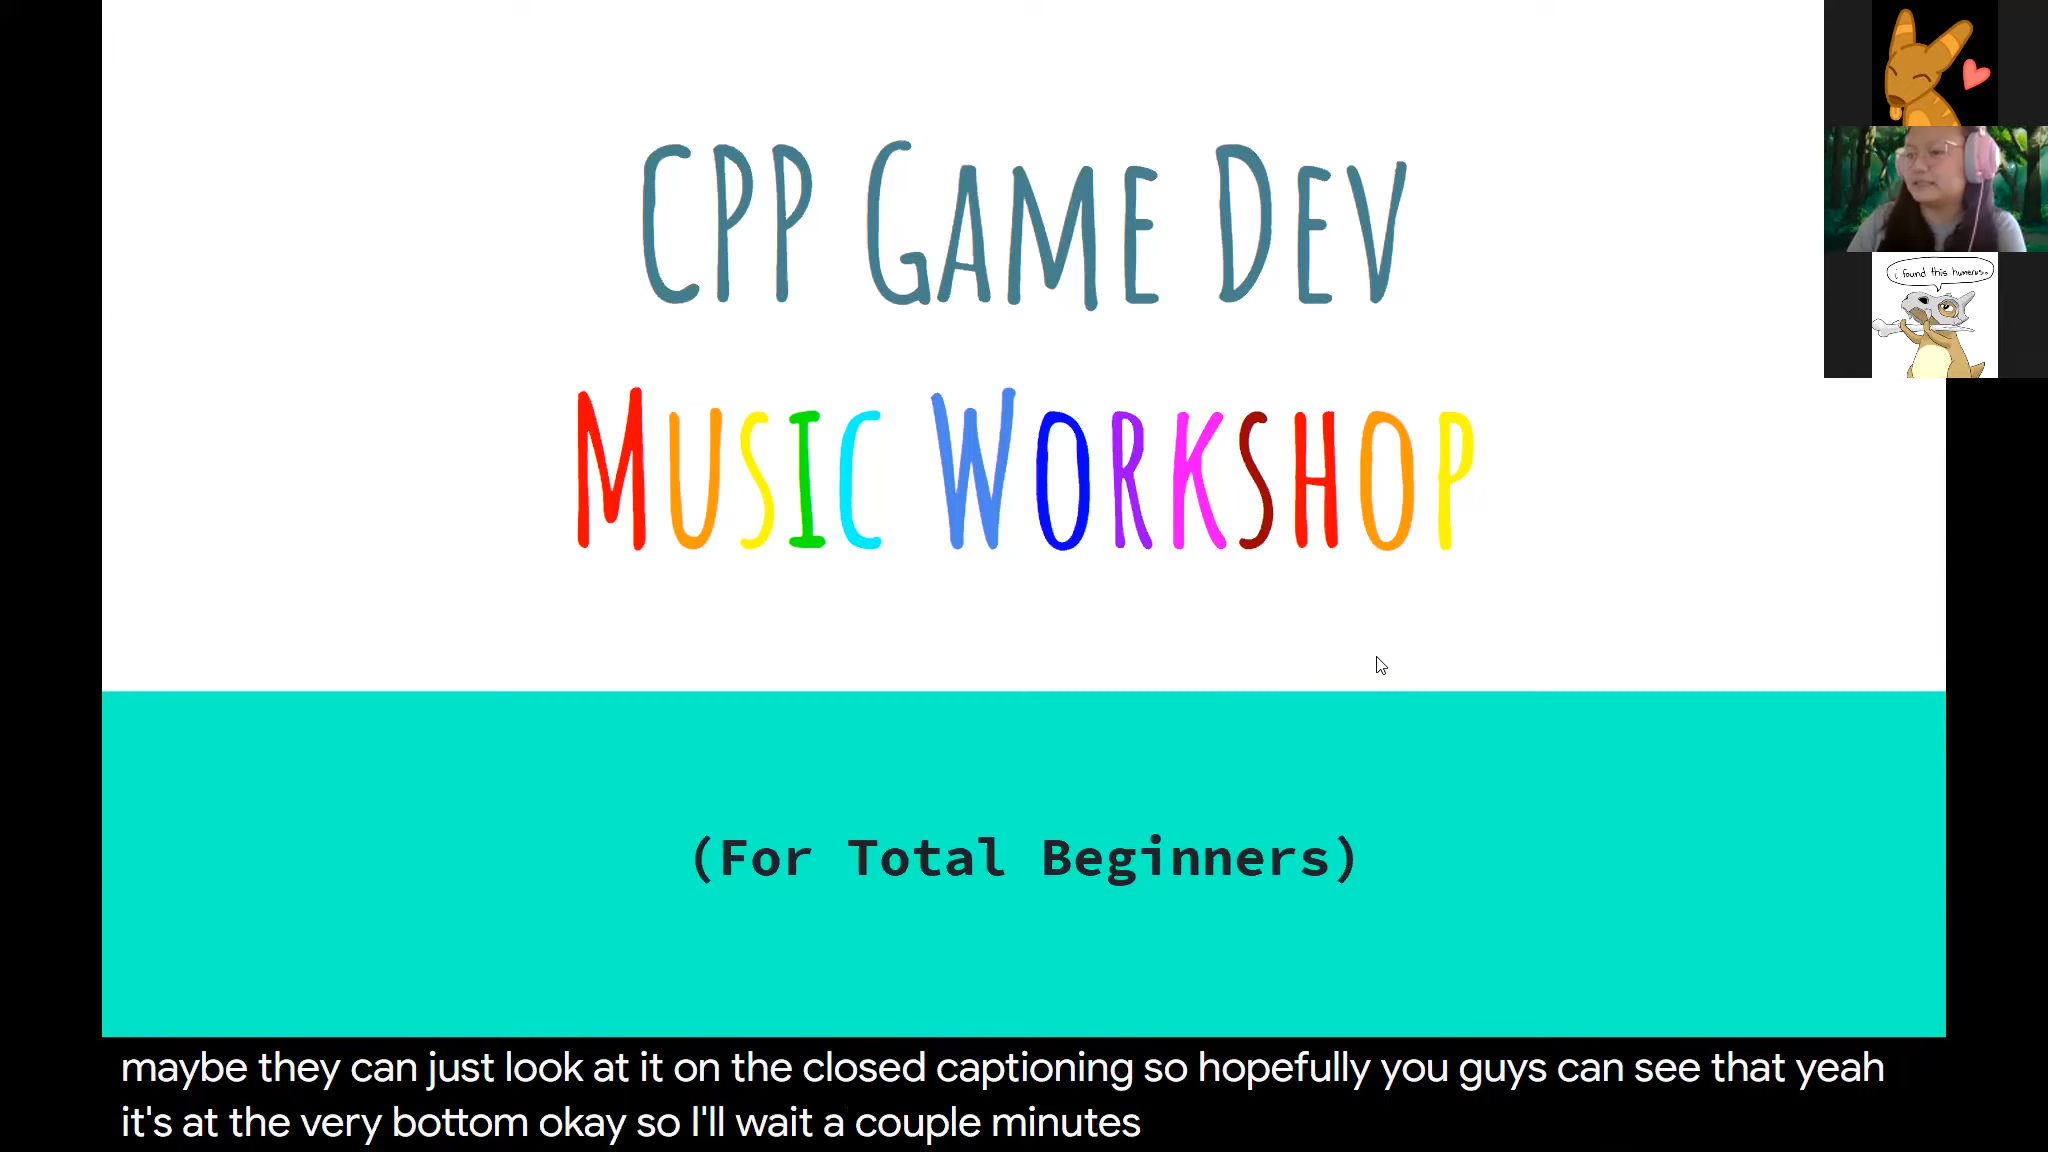 CPP GAME DEV
MUSIC WORKSHOP
i found this humerus.
(For Total Beginners)
maybe they can just look at it on the closed captioning so hopefully you guys can see that yeah
it's at the very bottom okay so I'll wait a couple minutes